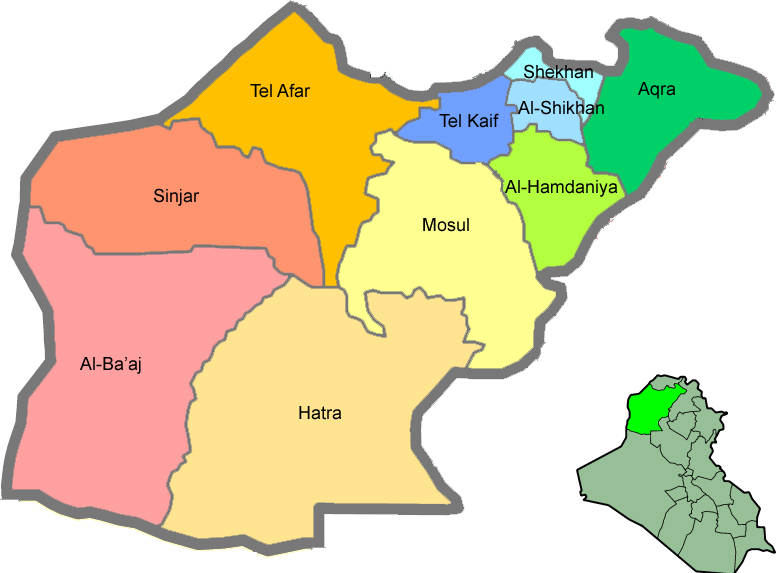 Shekhan
Tel Afar
Aqra
Al-Shikhan
Tel Kaif
Al-Hamdaniya
Sinjar
Mosul
Al-Ba’aj
Hatra